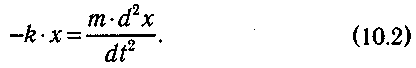 −k · x = m · d²x / dt². (10.2)